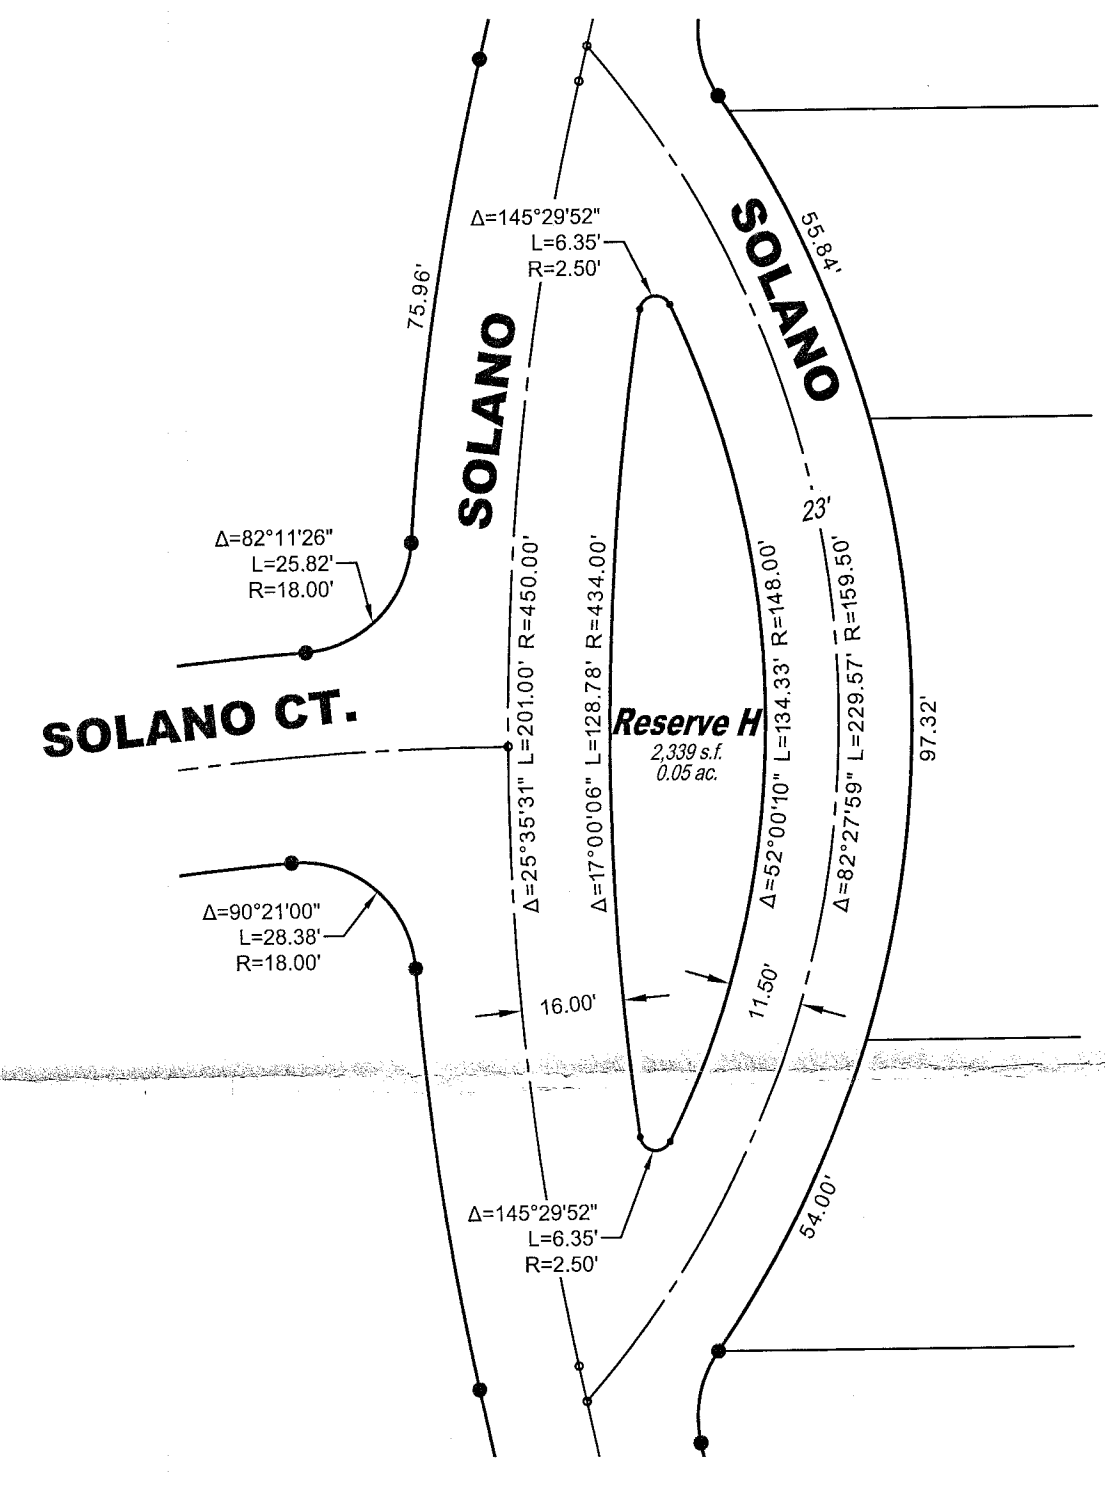 Δ=145°29'52"
L=6.35'
R=2.50'
SOLANO
55.84'
75.96'
SOLANO
23'
Δ=82°11'26"
L=25.82'
R=18.00'
Δ=25°35'31" L=201.00' R=450.00'
Δ=17°00'06" L=128.78' R=434.00'
Δ=52°00'10" L=134.33' R=148.00'
Δ=82°27'59" L=229.57' R=159.50'
SOLANO CT.
Reserve H
2,339 s.f.
0.05 ac.
97.32'
Δ=90°21'00"
L=28.38'
R=18.00'
16.00'
11.50'
Δ=145°29'52"
L=6.35'
R=2.50'
54.00'